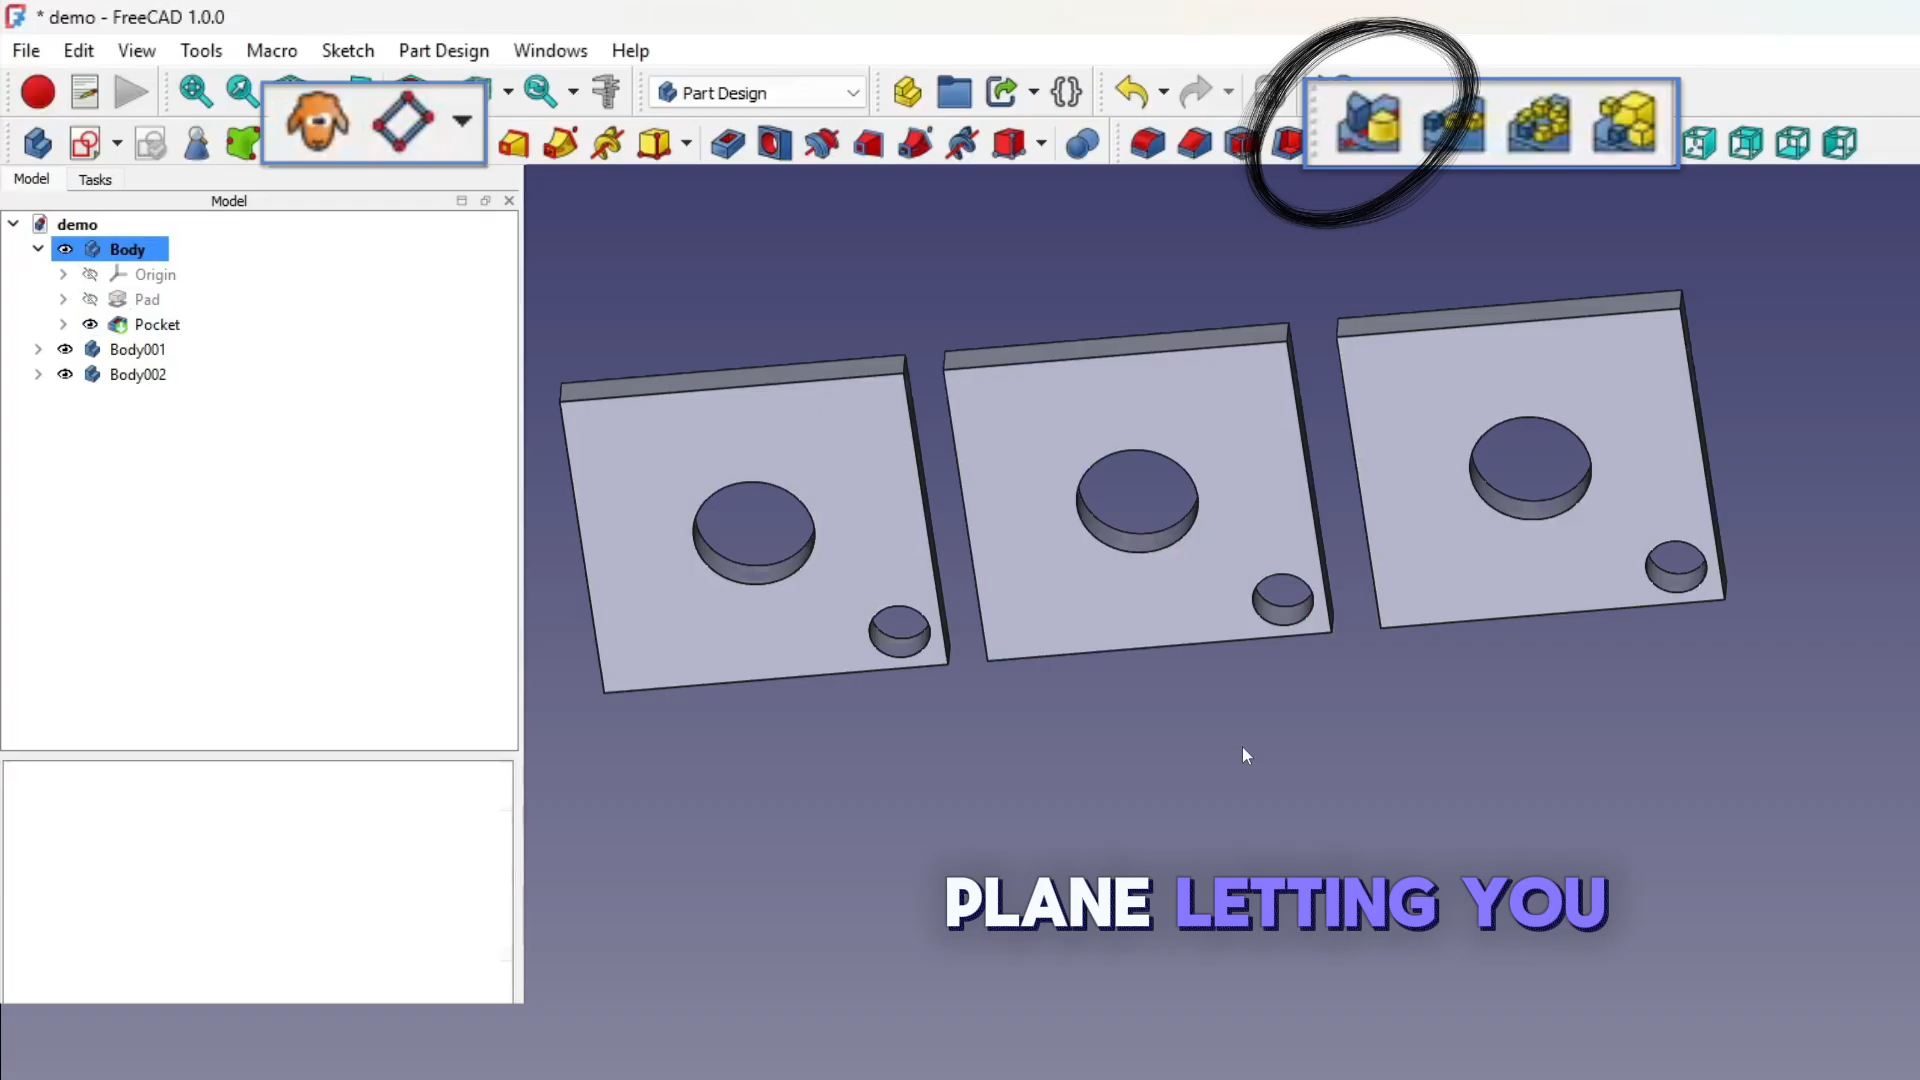 * demo - FreeCAD 1.0.0
File Edit View Tools Macro Sketch Part Design Windows Help
Part Design
Model Tasks
Model
demo
Body
Origin
Pad
Pocket
Body001
Body002
PLANE LETTING YOU